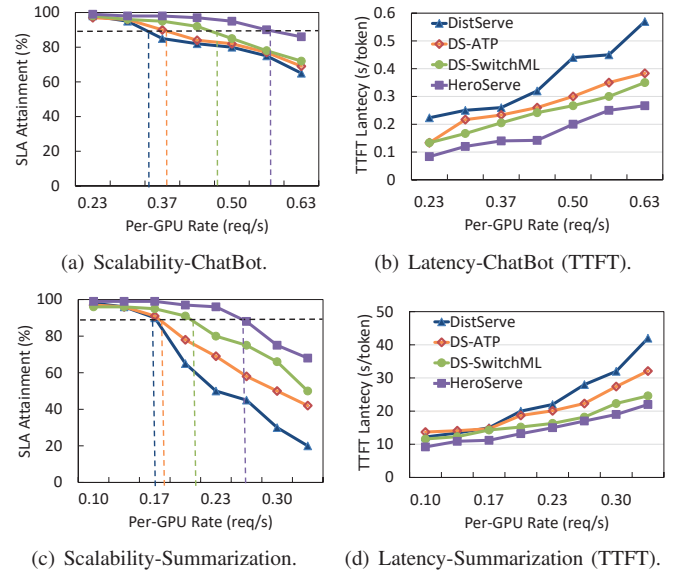 SLA Attainment (%)
100
80
60
40
20
0
0.23 0.37 0.50 0.63
Per-GPU Rate (req/s)
(a) Scalability-ChatBot.
TTFT Lantecy (s/token)
0.6
0.5
0.4
0.3
0.2
0.1
0
DistServe
DS-ATP
DS-SwitchML
HeroServe
0.23 0.37 0.50 0.63
Per-GPU Rate (req/s)
(b) Latency-ChatBot (TTFT).
SLA Attainment (%)
100
80
60
40
20
0
0.10 0.17 0.23 0.30
Per-GPU Rate (req/s)
(c) Scalability-Summarization.
TTFT Lantecy (s/token)
50
40
30
20
10
0
DistServe
DS-ATP
DS-SwitchML
HeroServe
0.10 0.17 0.23 0.30
Per-GPU Rate (req/s)
(d) Latency-Summarization (TTFT).